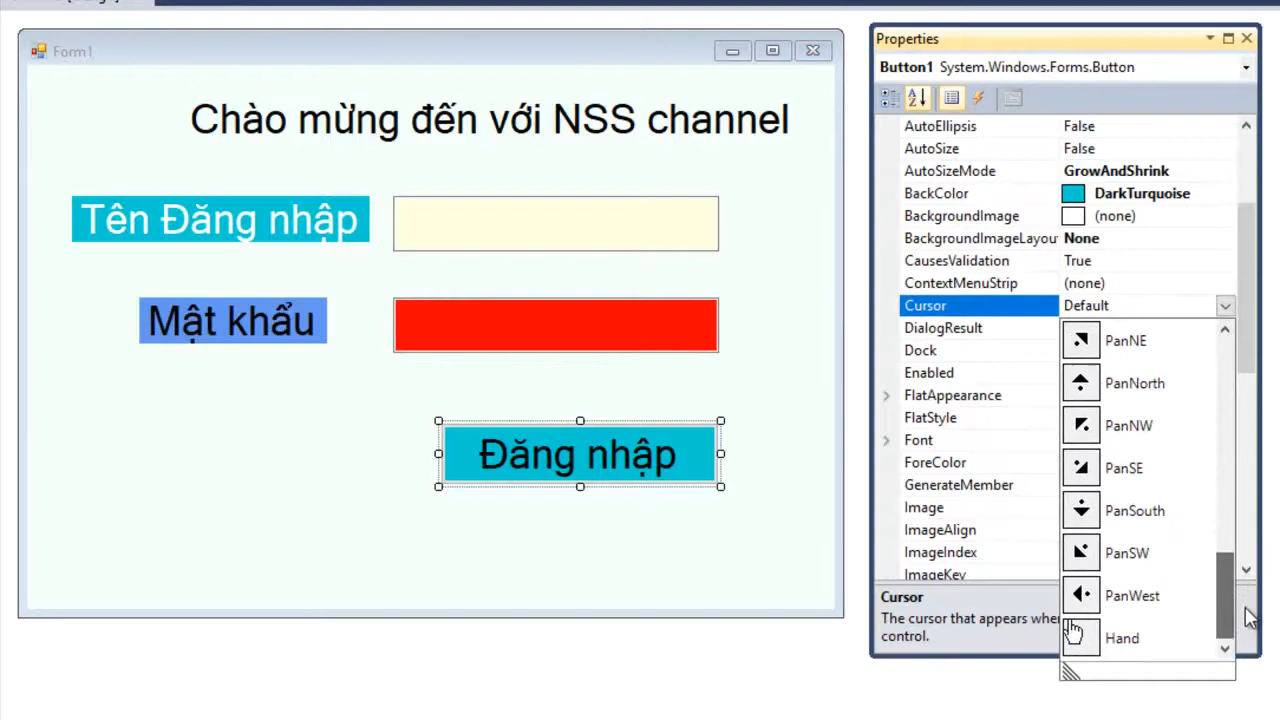 Form1
Chào mừng đến với NSS channel
Tên Đăng nhập
Mật khẩu
Đăng nhập
Properties
Button1 System.Windows.Forms.Button
AutoEllipsis False
AutoSize False
AutoSizeMode GrowAndShrink
BackColor DarkTurquoise
BackgroundImage (none)
BackgroundImageLayou None
CausesValidation True
ContextMenuStrip (none)
Cursor Default
DialogResult
Dock
Enabled
FlatAppearance
FlatStyle
Font
ForeColor
GenerateMember
Image
ImageAlign
ImageIndex
ImageKey
PanNE
PanNorth
PanNW
PanSE
PanSouth
PanSW
PanWest
Hand
Cursor
The cursor that appears when
control.